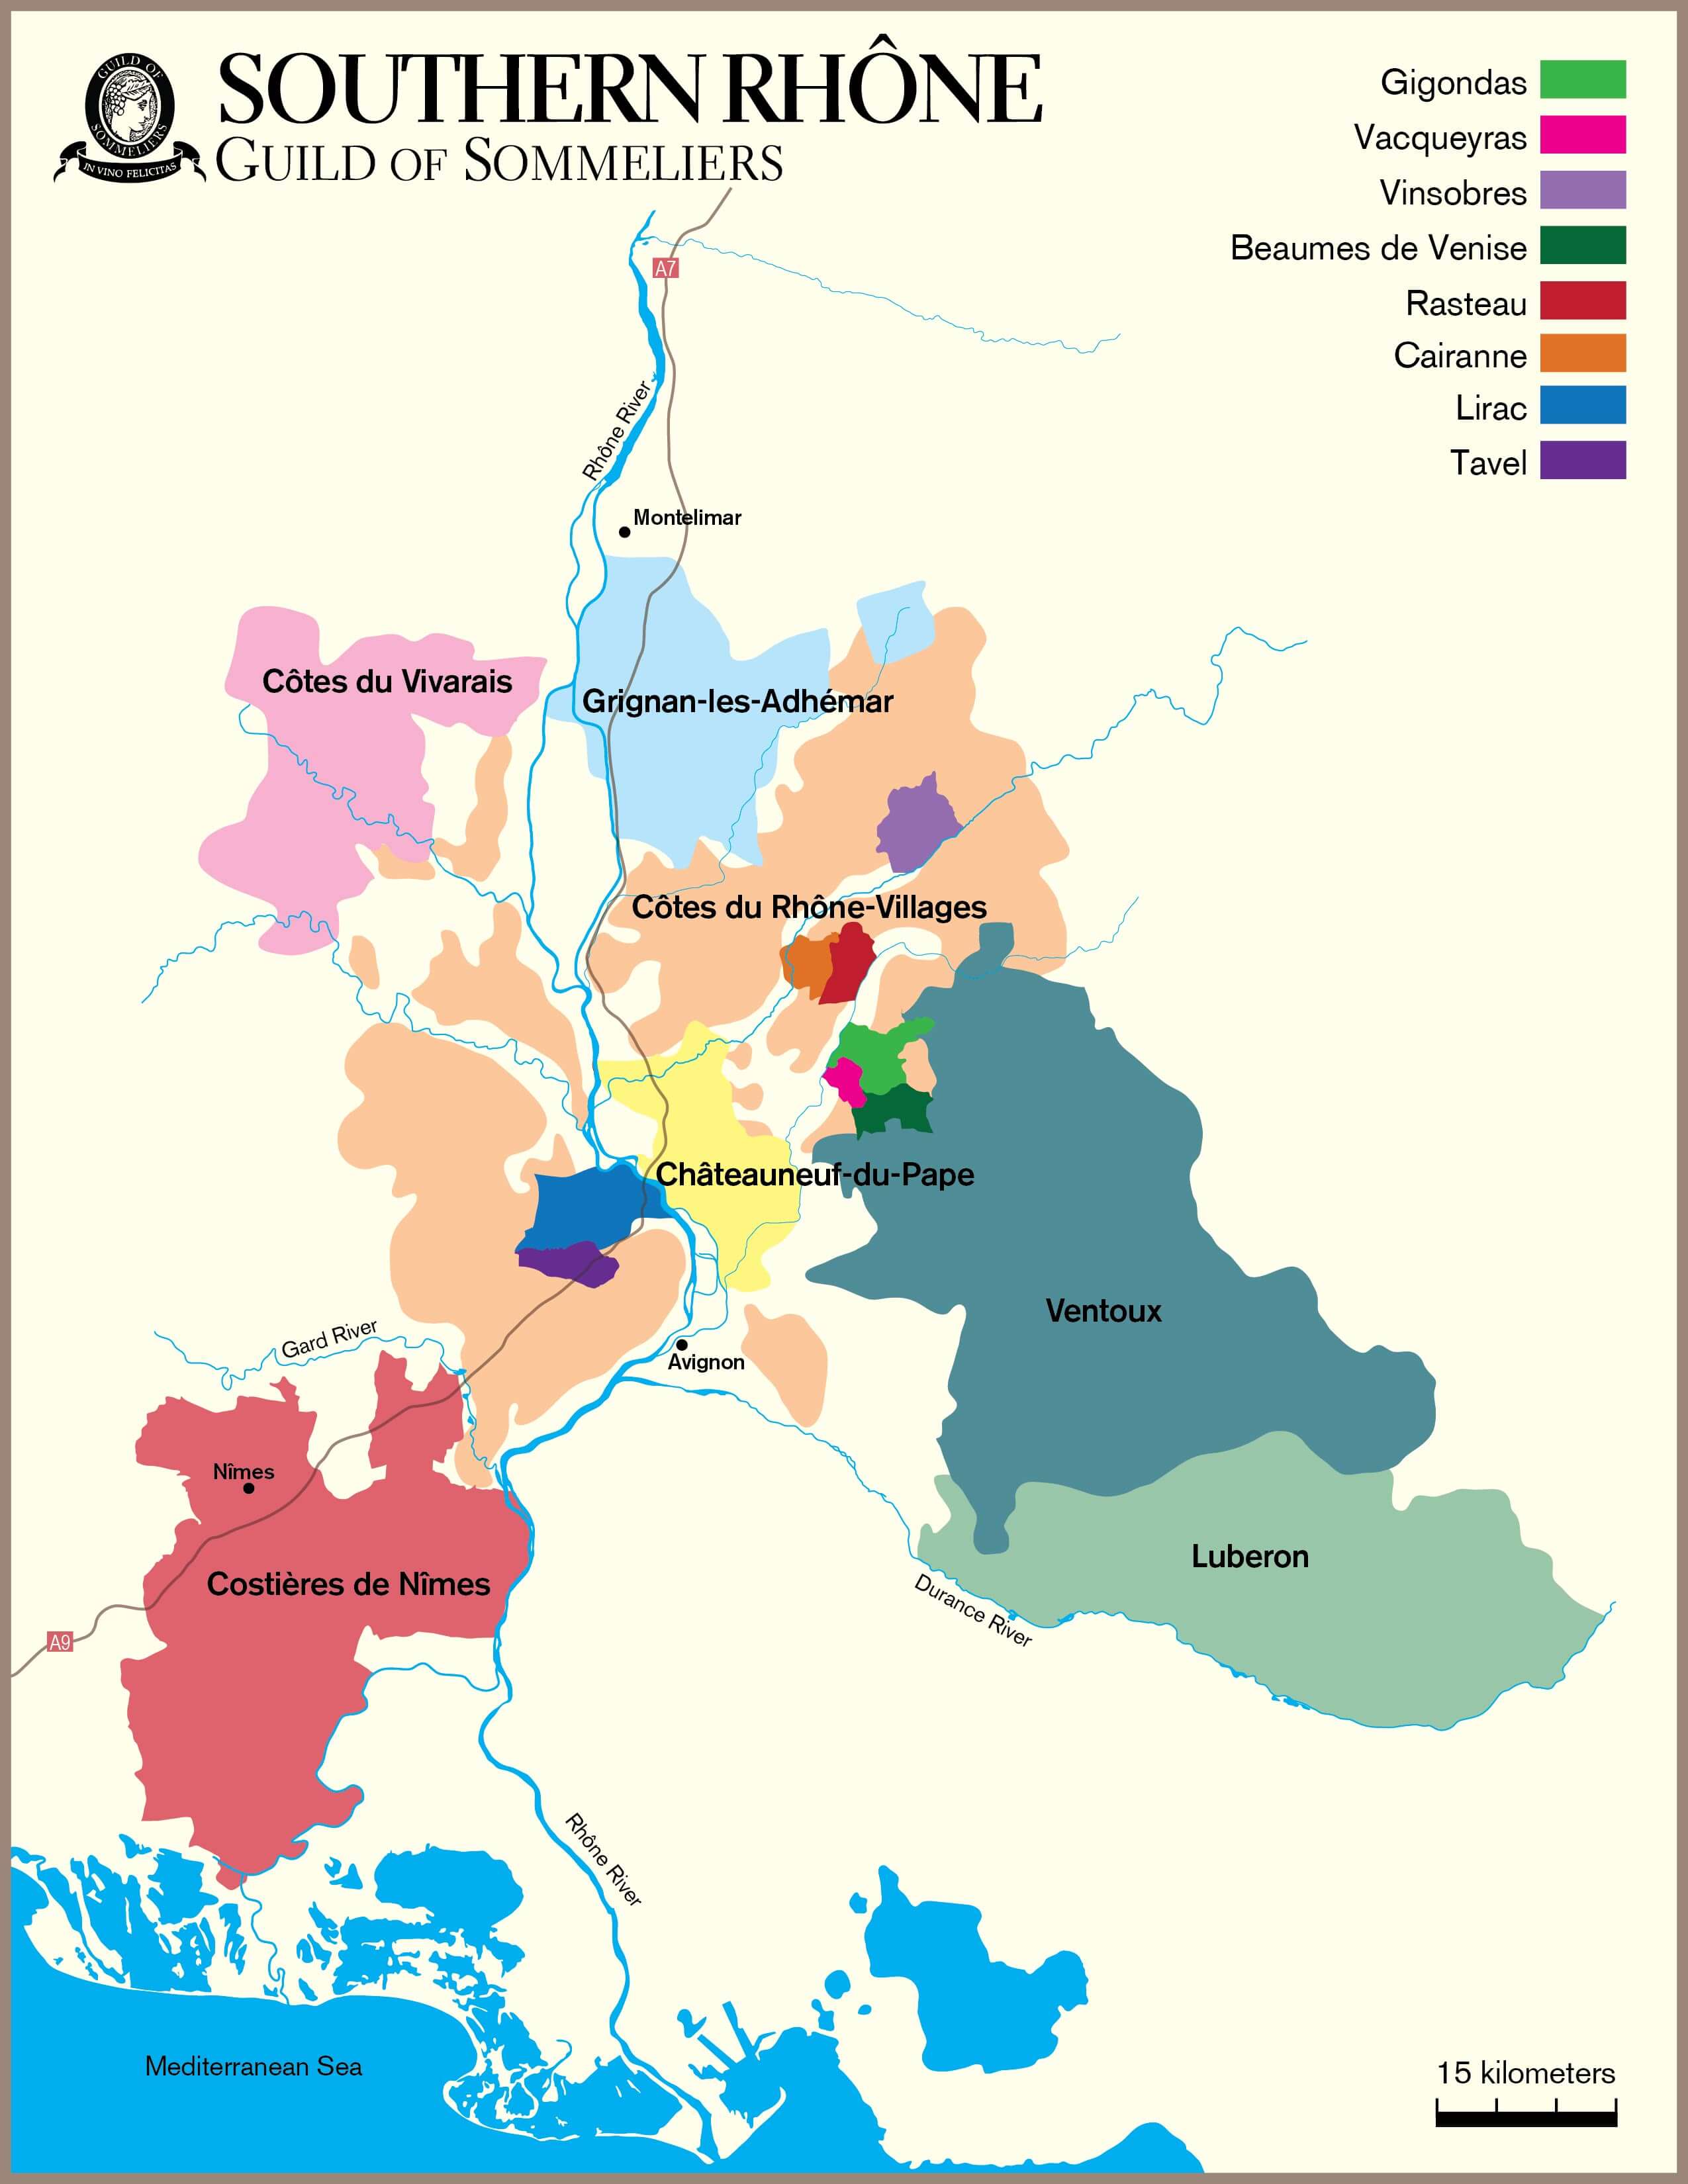 GUILD OF
SOMMELIERS
IN VINO FELICITAS
SOUTHERN RHÔNE
GUILD OF SOMMELIERS
Gigondas
Vacqueyras
Vinsobres
Beaumes de Venise
Rasteau
Cairanne
Lirac
Tavel
A7
Rhône River
Montelimar
Côtes du Vivarais
Grignan-les-Adhémar
Côtes du Rhône-Villages
Châteauneuf-du-Pape
Ventoux
Gard River
Avignon
Nîmes
Luberon
Costières de Nîmes
Durance River
A9
Rhône River
Mediterranean Sea
15 kilometers